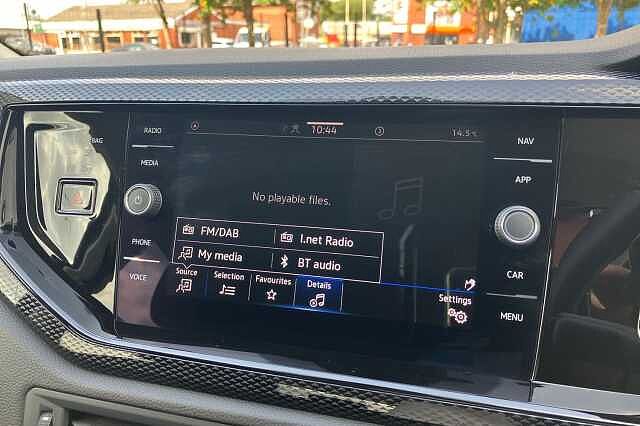 BAG
RADIO
MEDIA
PHONE
VOICE
10:44
14.5°C
No playable files.
FM/DAB
I.net Radio
My media
BT audio
Source
Selection
Favourites
Details
Settings
NAV
APP
CAR
MENU